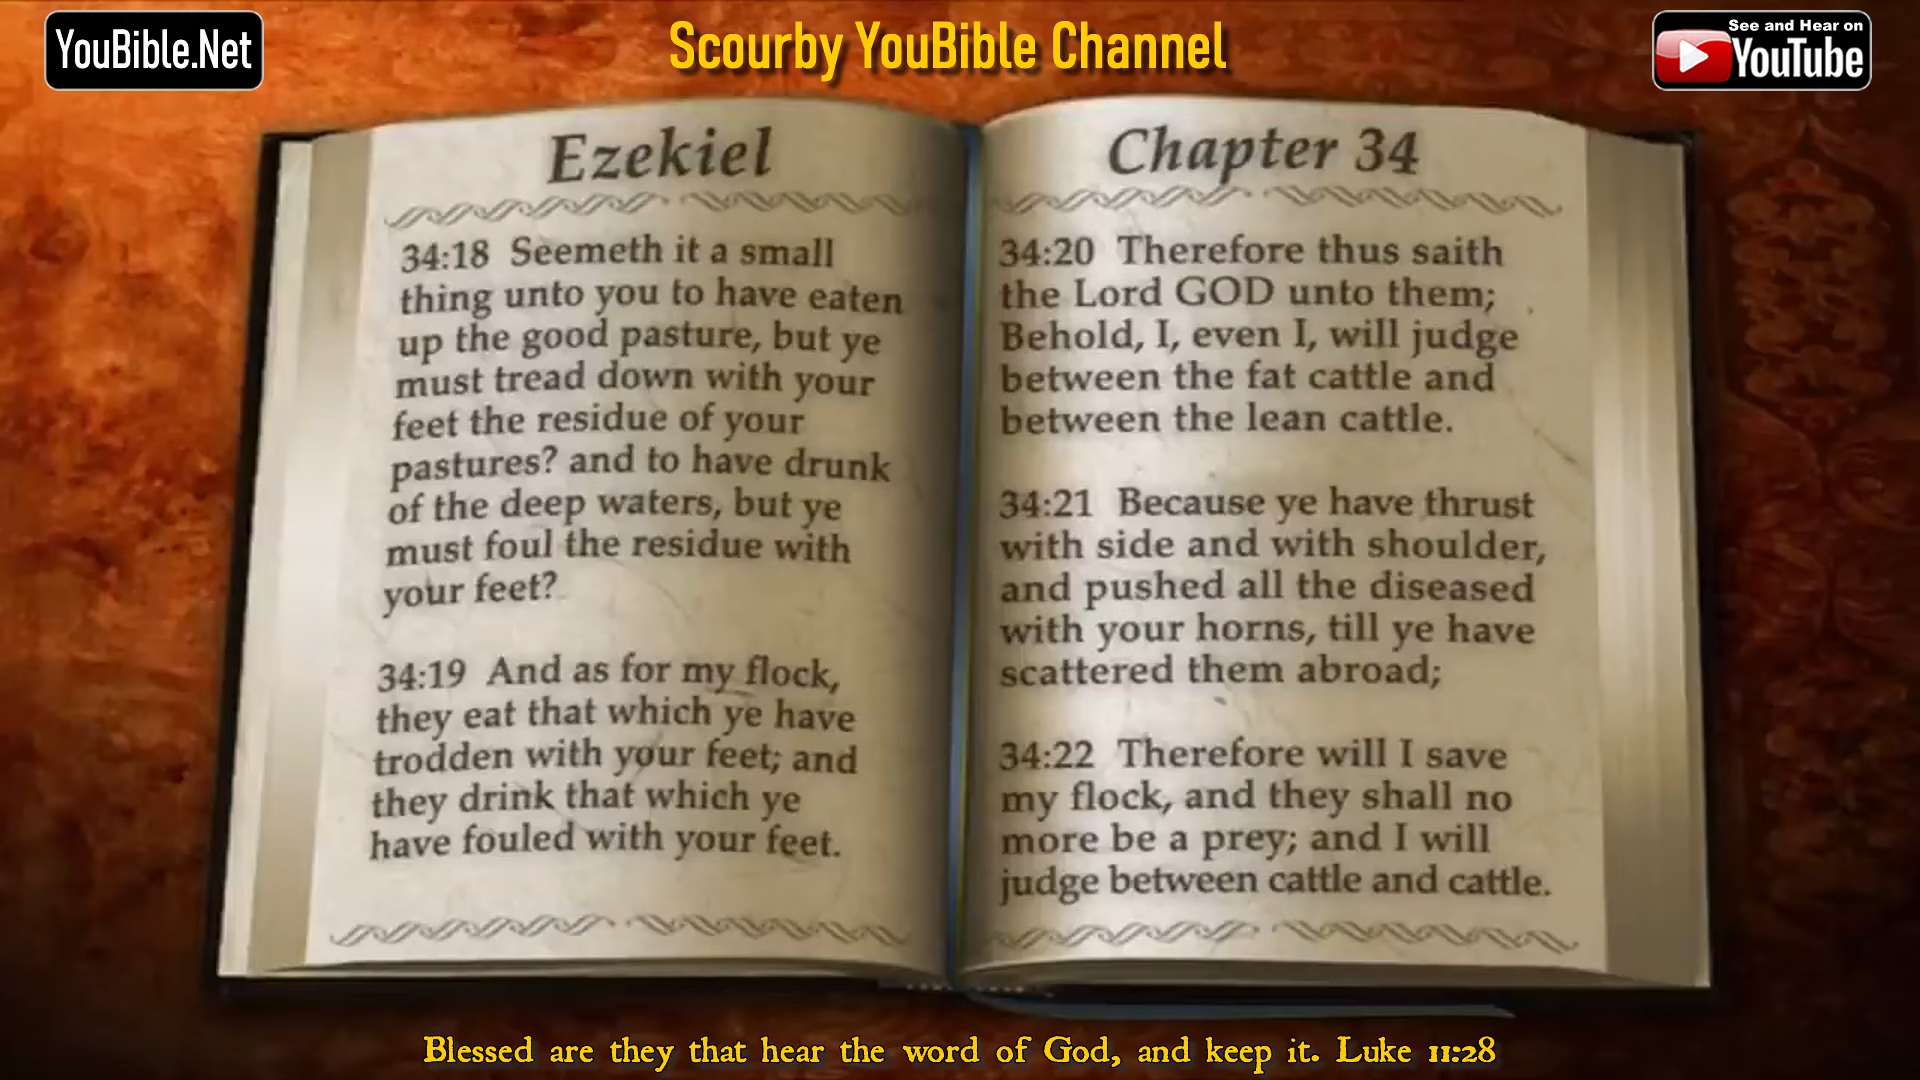 YouBible.Net
Scourby YouBible Channel
See and Hear on
YouTube
Ezekiel
34:18 Seemeth it a small
thing unto you to have eaten
up the good pasture, but ye
must tread down with your
feet the residue of your
pastures? and to have drunk
of the deep waters, but ye
must foul the residue with
your feet?
34:19 And as for my flock,
they eat that which ye have
trodden with your feet; and
they drink that which ye
have fouled with your feet.
Chapter 34
34:20 Therefore thus saith
the Lord GOD unto them;
Behold, I, even I, will judge
between the fat cattle and
between the lean cattle.
34:21 Because ye have thrust
with side and with shoulder,
and pushed all the diseased
with your horns, till ye have
scattered them abroad;
34:22 Therefore will I save
my flock, and they shall no
more be a prey; and I will
judge between cattle and cattle.
Blessed are they that hear the word of God, and keep it. Luke 11:28